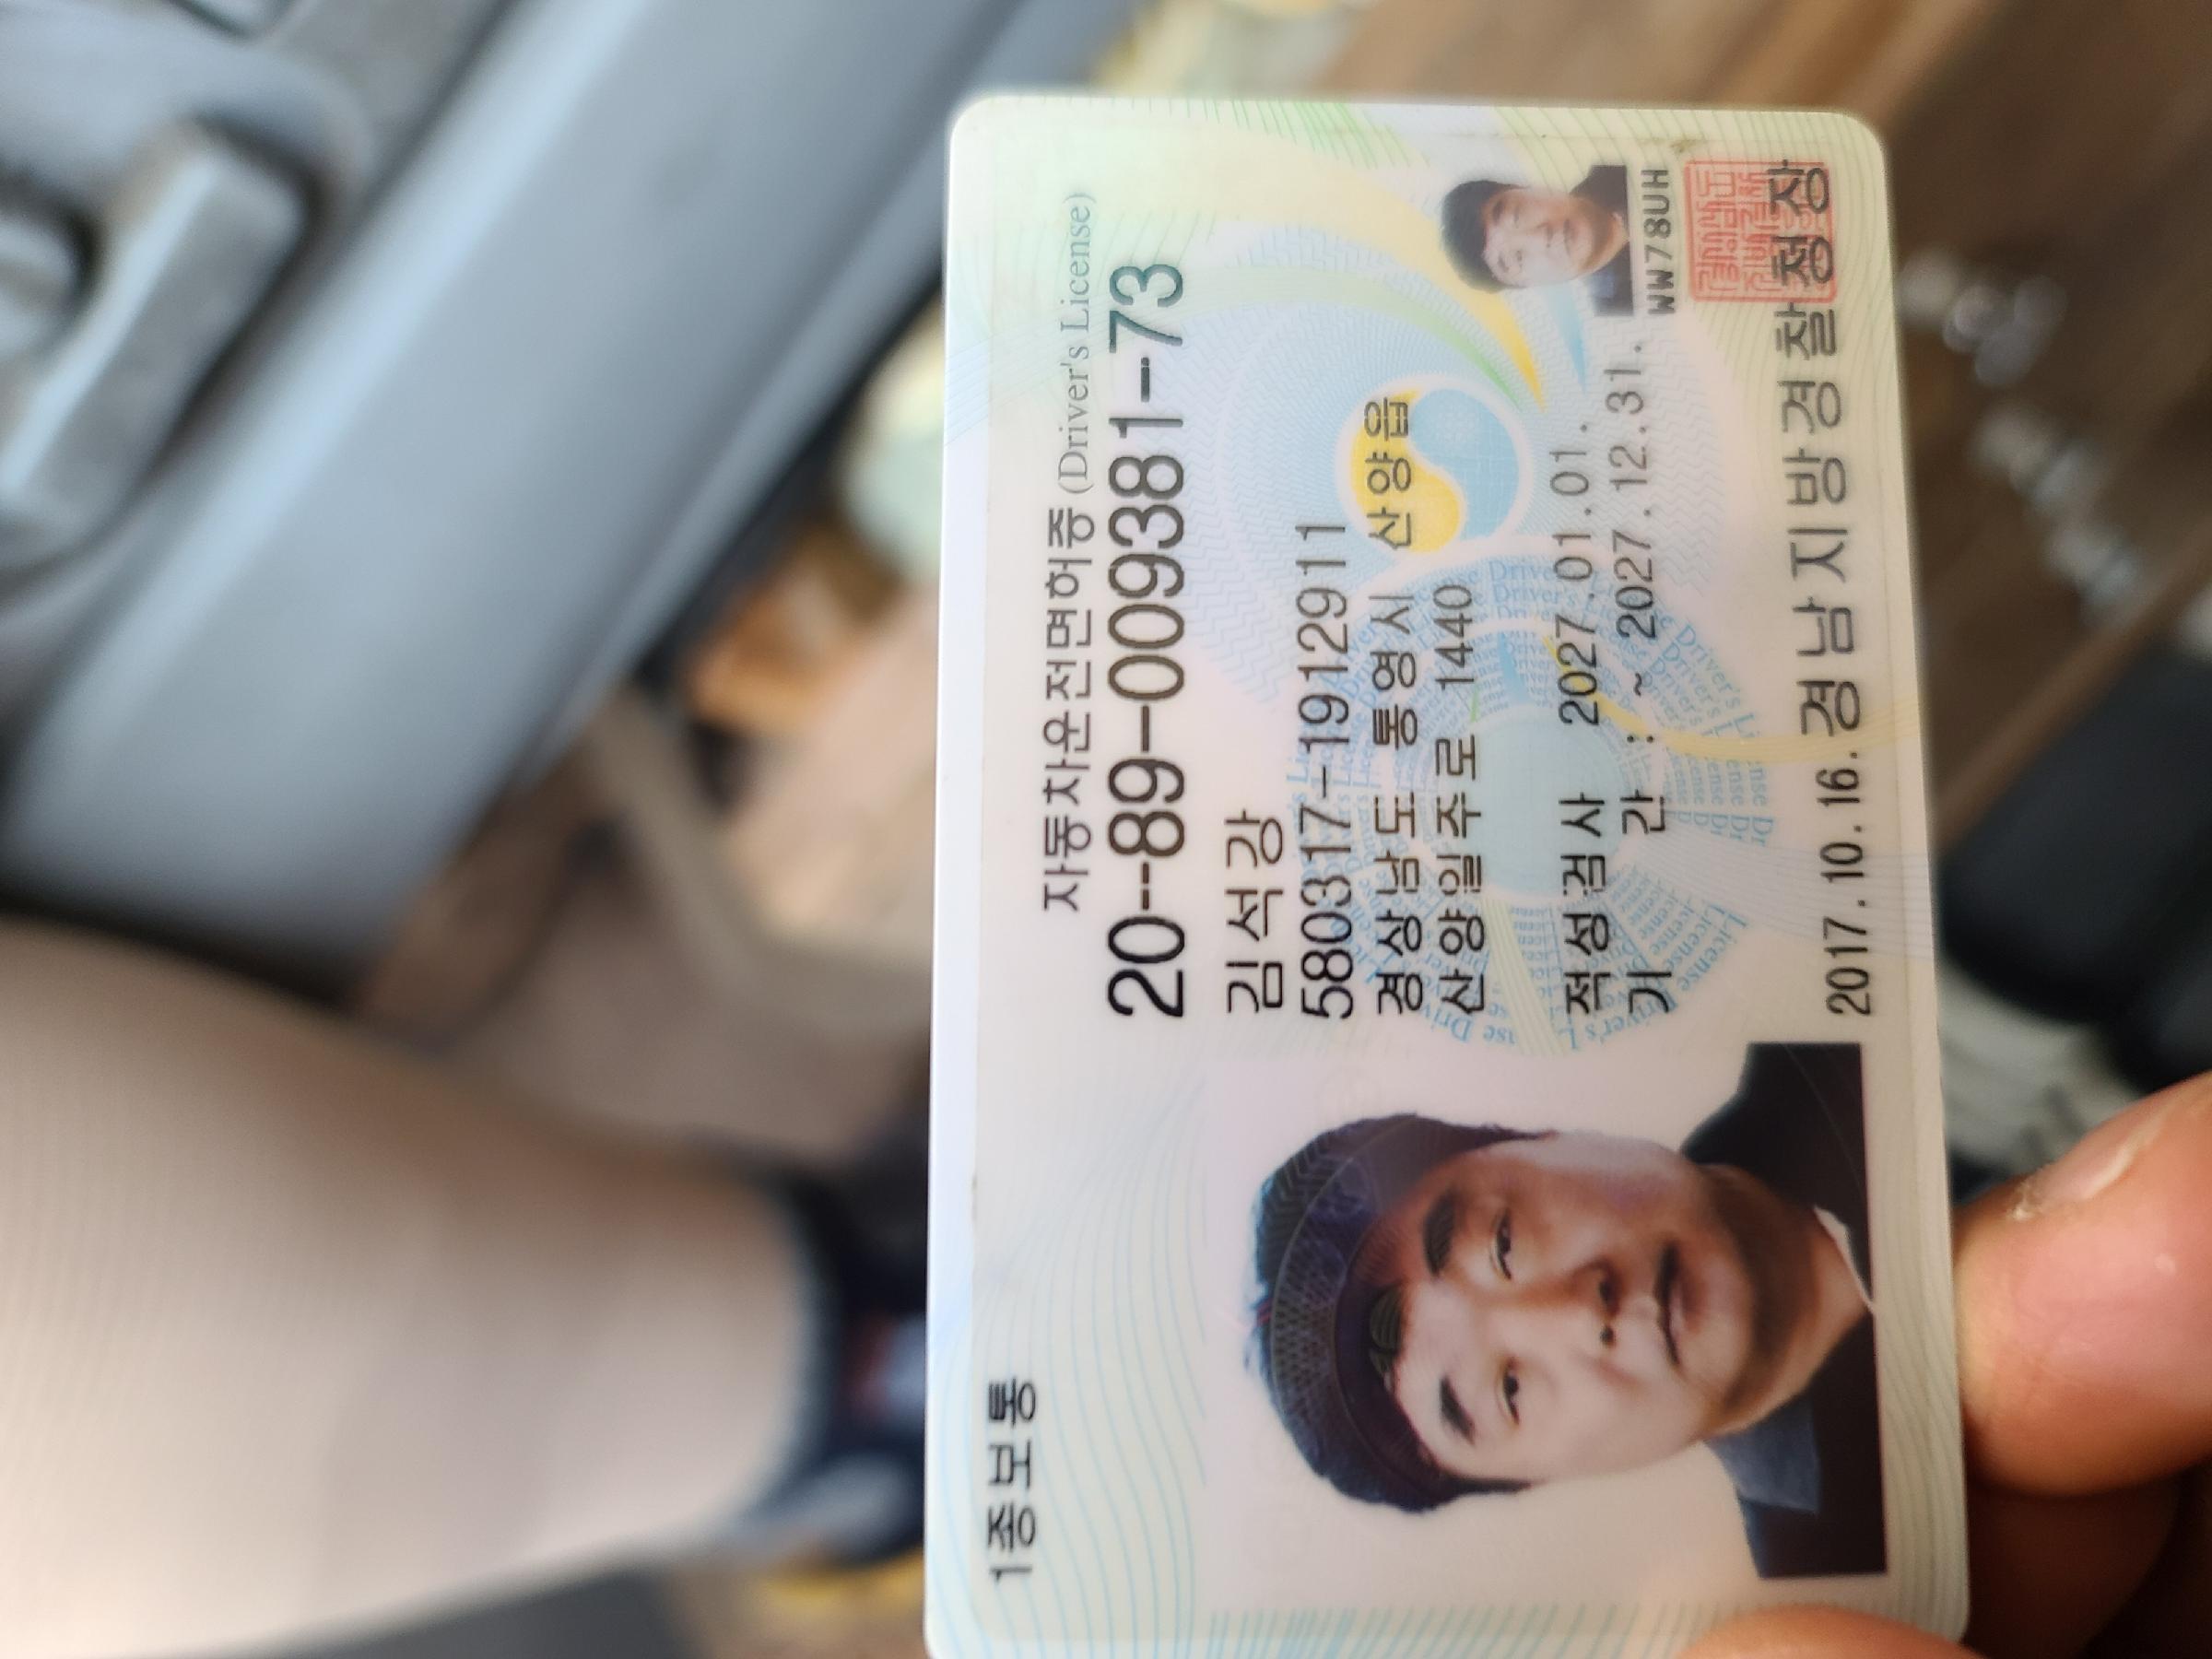 1종보통
자동차운전면허증 (Driver's License)
20-89-009381-73
김석강
580317-1912911
경상남도 통영시 산양읍
산양일주로 1440
적성검사 2027.01.01.
기 간 : ~ 2027.12.31.
WW78UH
2017.10.16. 경남지방경찰청장